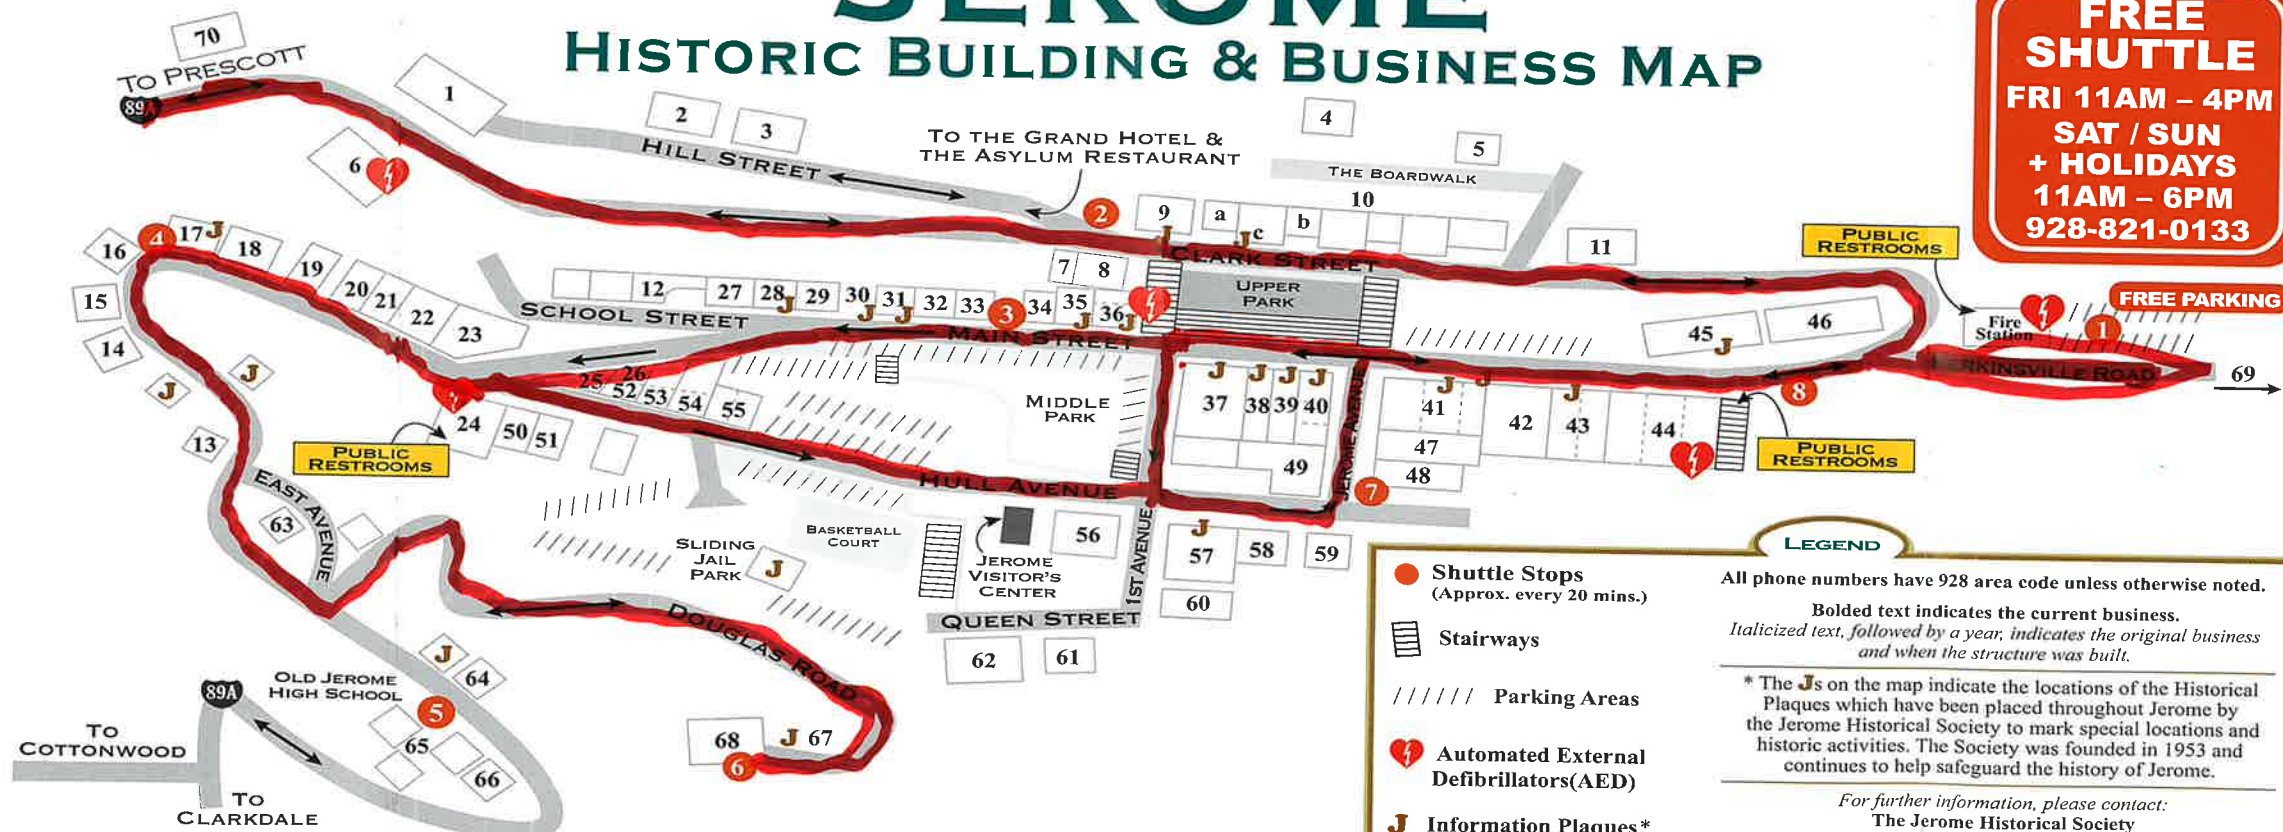 JEROME
HISTORIC BUILDING & BUSINESS MAP
FREE
SHUTTLE
FRI 11AM – 4PM
SAT / SUN
+ HOLIDAYS
11AM – 6PM
928-821-0133
70
TO PRESCOTT
89A
1
2
3
4
5
6
HILL STREET
TO THE GRAND HOTEL &
THE ASYLUM RESTAURANT
THE BOARDWALK
2
9
a
c
b
10
11
J
J
CLARK STREET
PUBLIC
RESTROOMS
FREE PARKING
16
4
17 J
18
19
20
21
22
23
15
14
J
J
13
SCHOOL STREET
12
27
28
J
29
30
J
31
J
32
33
3
34
35
J
36
J
7
8
UPPER
PARK
MAIN STREET
45
J
46
Fire
Station
1
PERKINSVILLE ROAD
69
8
25
26
52
53
54
55
24
50
51
PUBLIC
RESTROOMS
MIDDLE
PARK
J
J
J
J
37
38
39
40
49
JEROME AVENUE
J
J
J
41
42
43
44
47
48
7
PUBLIC
RESTROOMS
HULL AVENUE
EAST AVENUE
63
BASKETBALL
COURT
SLIDING
JAIL
PARK
J
JEROME
VISITOR'S
CENTER
56
1ST AVENUE
J
57
58
59
60
QUEEN STREET
62
61
DOUGLAS ROAD
68
J
67
6
J
64
OLD JEROME
HIGH SCHOOL
5
65
66
89A
TO
COTTONWOOD
TO
CLARKDALE
LEGEND
Shuttle Stops
(Approx. every 20 mins.)
Stairways
Parking Areas
Automated External
Defibrillators(AED)
J Information Plaques*
All phone numbers have 928 area code unless otherwise noted.
Bolded text indicates the current business.
Italicized text, followed by a year, indicates the original business
and when the structure was built.
* The Js on the map indicate the locations of the Historical
Plaques which have been placed throughout Jerome by
the Jerome Historical Society to mark special locations and
historic activities. The Society was founded in 1953 and
continues to help safeguard the history of Jerome.
For further information, please contact:
The Jerome Historical Society